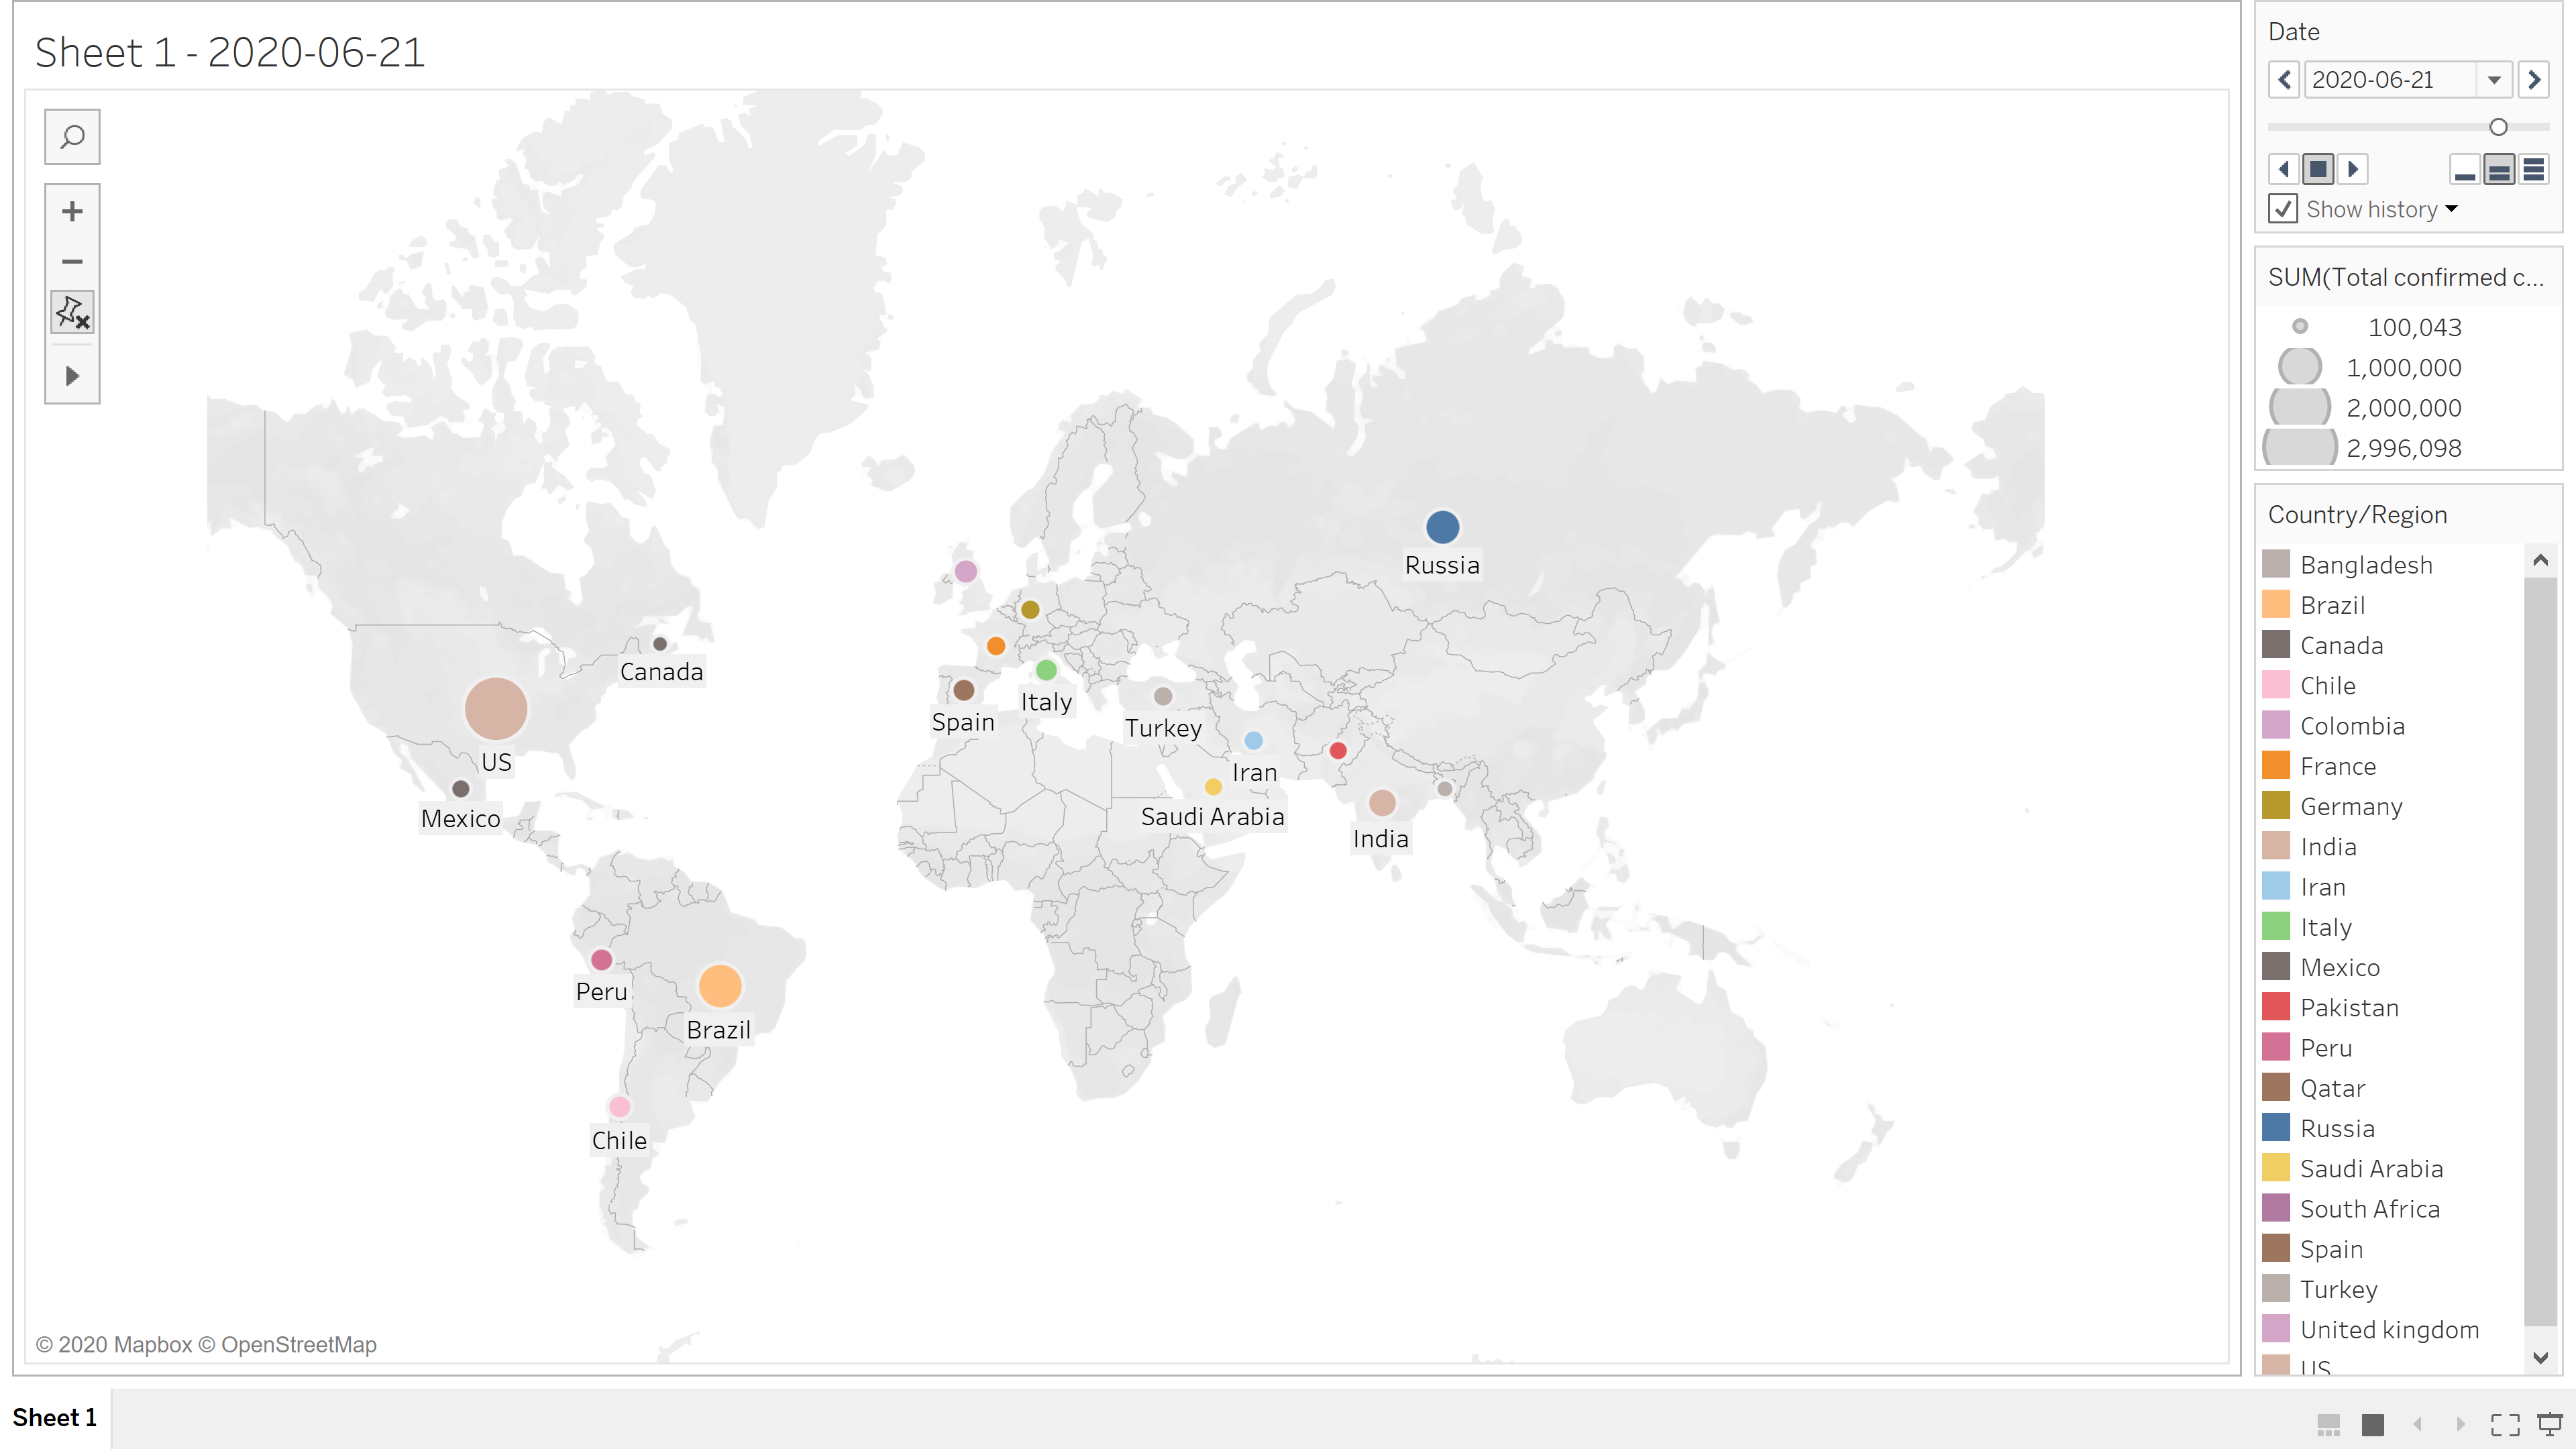 Sheet 1 - 2020-06-21
Russia
Canada
Italy
Spain
Turkey
US
Iran
Mexico
Saudi Arabia
India
Peru
Brazil
Chile
© 2020 Mapbox © OpenStreetMap
Date
2020-06-21
Show history
SUM(Total confirmed c...
100,043
1,000,000
2,000,000
2,996,098
Country/Region
Bangladesh
Brazil
Canada
Chile
Colombia
France
Germany
India
Iran
Italy
Mexico
Pakistan
Peru
Qatar
Russia
Saudi Arabia
South Africa
Spain
Turkey
United kingdom
US
Sheet 1